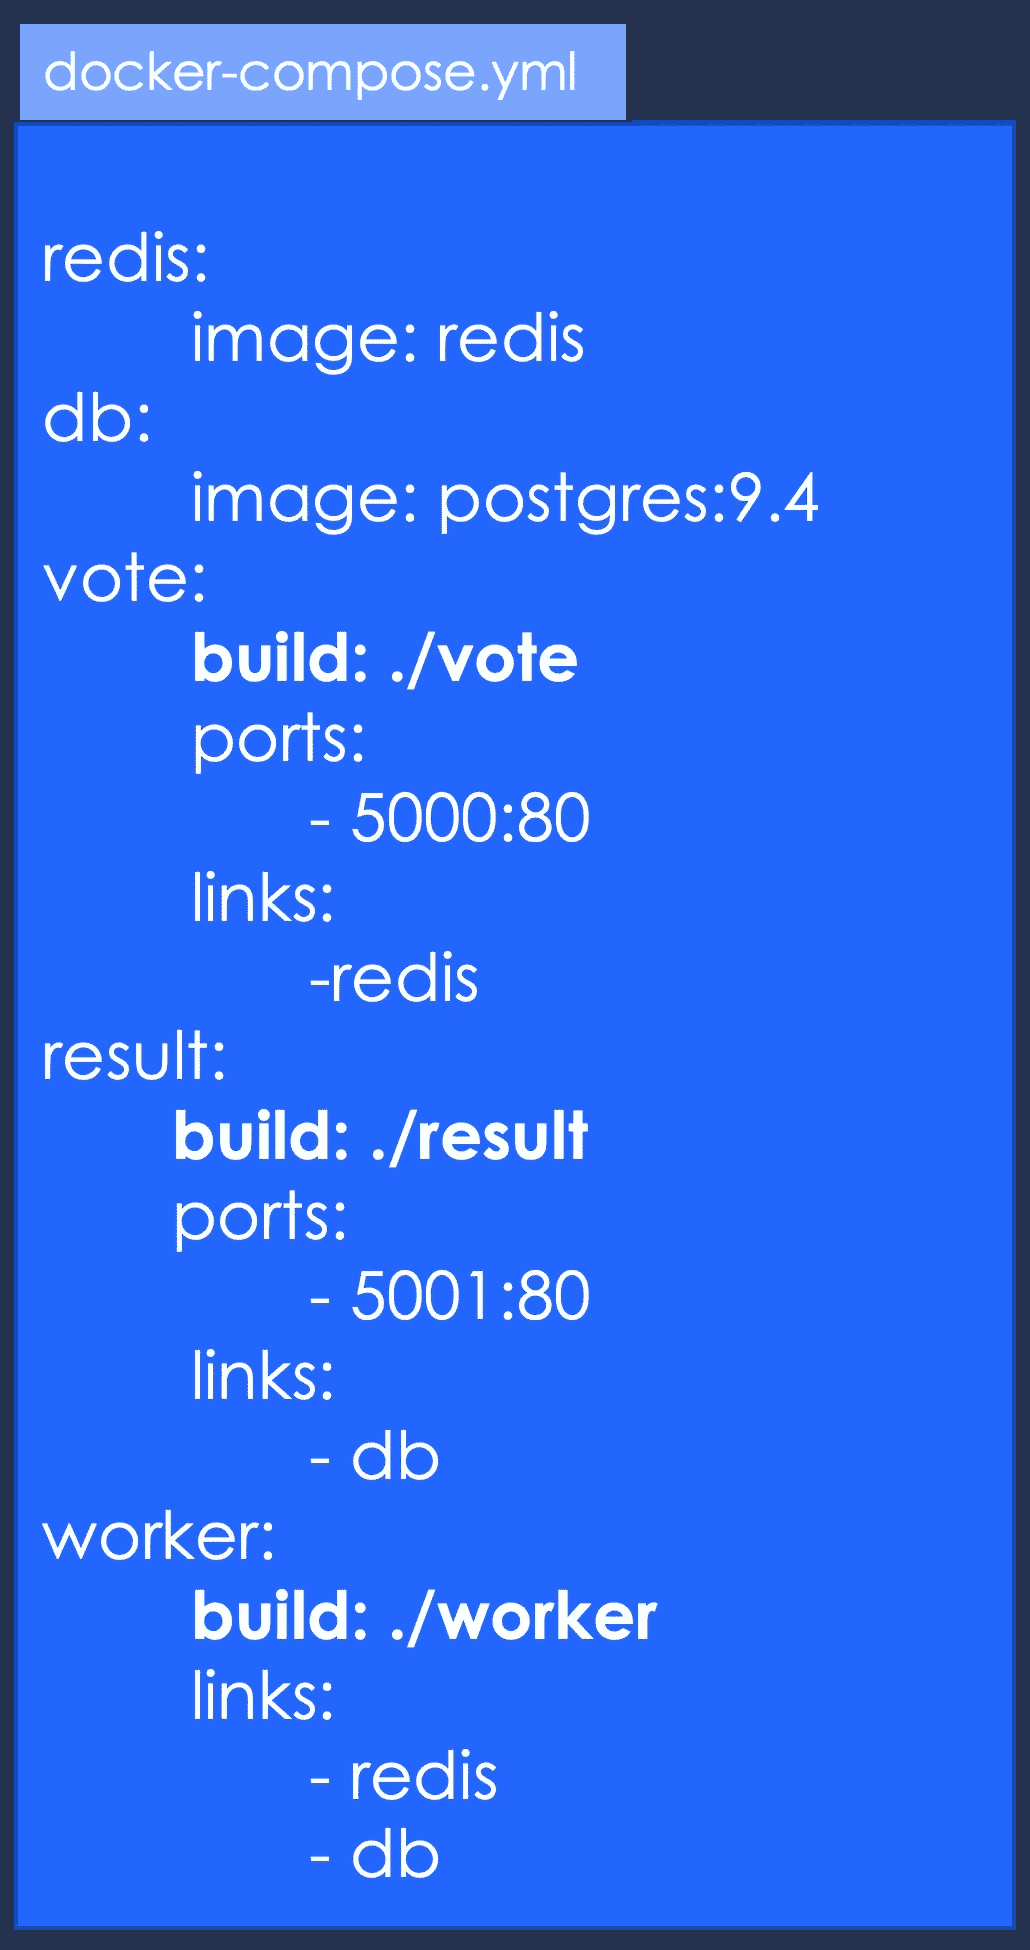 docker-compose.yml
redis:
image: redis
db:
image: postgres:9.4
vote:
build: ./vote
ports:
- 5000:80
links:
-redis
result:
build: ./result
ports:
- 5001:80
links:
- db
worker:
build: ./worker
links:
- redis
- db